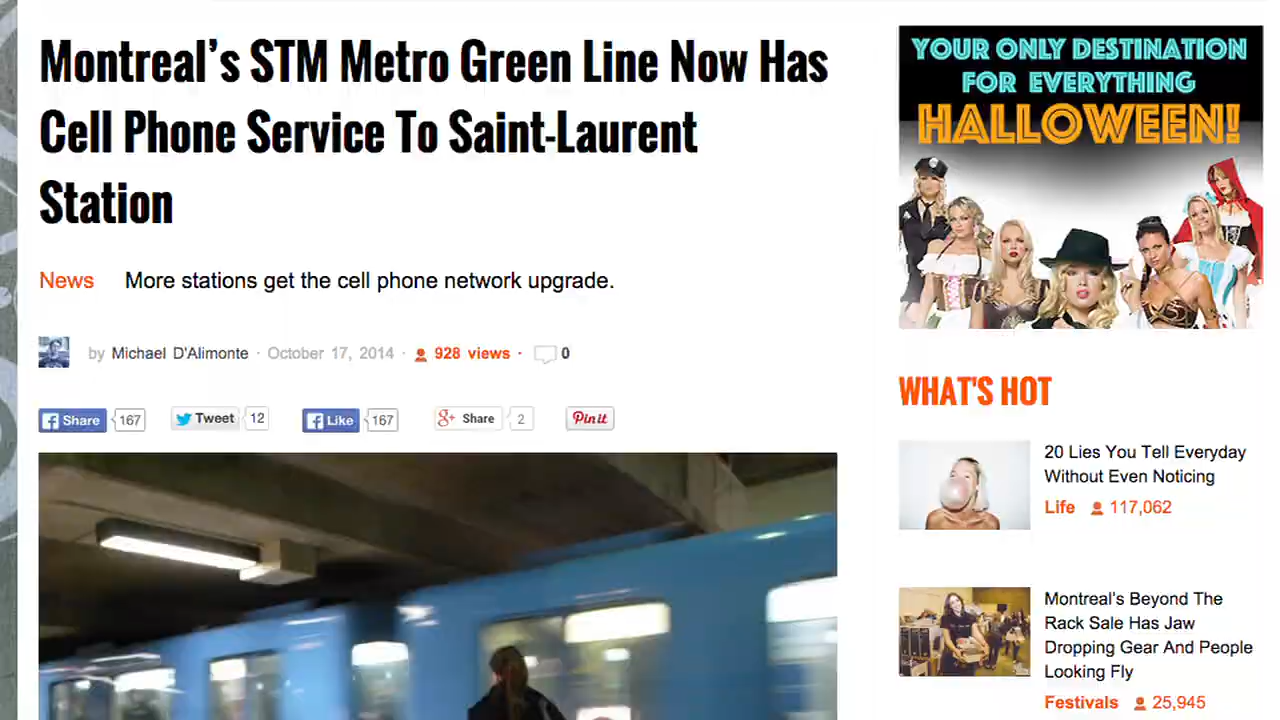 Montreal’s STM Metro Green Line Now Has
Cell Phone Service To Saint-Laurent
Station
News More stations get the cell phone network upgrade.
by Michael D'Alimonte · October 17, 2014 · 928 views · 0
Share 167 Tweet 12 Like 167 g+ Share 2 Pinit
YOUR ONLY DESTINATION
FOR EVERYTHING
HALLOWEEN!
WHAT'S HOT
20 Lies You Tell Everyday
Without Even Noticing
Life 117,062
Montreal's Beyond The
Rack Sale Has Jaw
Dropping Gear And People
Looking Fly
Festivals 25,945